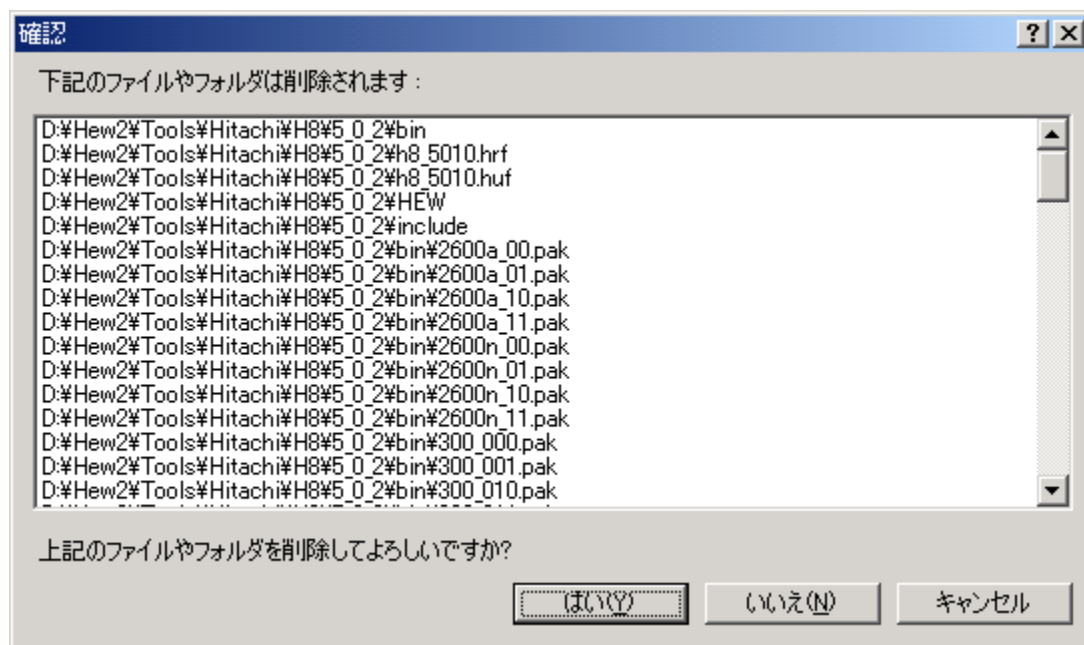 確認
下記のファイルやフォルダは削除されます：
D:¥Hew2¥Tools¥Hitachi¥H8¥5_0_2¥bin
D:¥Hew2¥Tools¥Hitachi¥H8¥5_0_2¥h8_5010.hrf
D:¥Hew2¥Tools¥Hitachi¥H8¥5_0_2¥h8_5010.huf
D:¥Hew2¥Tools¥Hitachi¥H8¥5_0_2¥HEW
D:¥Hew2¥Tools¥Hitachi¥H8¥5_0_2¥include
D:¥Hew2¥Tools¥Hitachi¥H8¥5_0_2¥bin¥2600a_00.pak
D:¥Hew2¥Tools¥Hitachi¥H8¥5_0_2¥bin¥2600a_01.pak
D:¥Hew2¥Tools¥Hitachi¥H8¥5_0_2¥bin¥2600a_10.pak
D:¥Hew2¥Tools¥Hitachi¥H8¥5_0_2¥bin¥2600a_11.pak
D:¥Hew2¥Tools¥Hitachi¥H8¥5_0_2¥bin¥2600n_00.pak
D:¥Hew2¥Tools¥Hitachi¥H8¥5_0_2¥bin¥2600n_01.pak
D:¥Hew2¥Tools¥Hitachi¥H8¥5_0_2¥bin¥2600n_10.pak
D:¥Hew2¥Tools¥Hitachi¥H8¥5_0_2¥bin¥2600n_11.pak
D:¥Hew2¥Tools¥Hitachi¥H8¥5_0_2¥bin¥300_000.pak
D:¥Hew2¥Tools¥Hitachi¥H8¥5_0_2¥bin¥300_001.pak
D:¥Hew2¥Tools¥Hitachi¥H8¥5_0_2¥bin¥300_010.pak
上記のファイルやフォルダを削除してよろしいですか?
はい(Y) いいえ(N) キャンセル